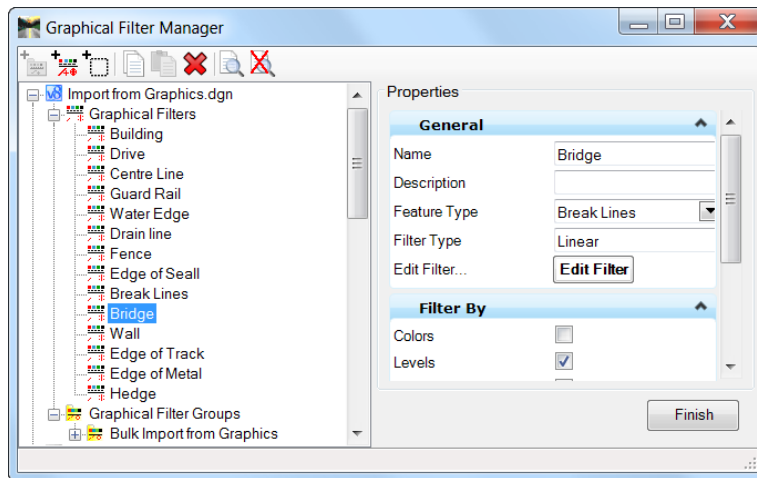 Graphical Filter Manager
Import from Graphics.dgn
Graphical Filters
Building
Drive
Centre Line
Guard Rail
Water Edge
Drain line
Fence
Edge of Seall
Break Lines
Bridge
Wall
Edge of Track
Edge of Metal
Hedge
Graphical Filter Groups
Bulk Import from Graphics
Properties
General
Name Bridge
Description
Feature Type Break Lines
Filter Type Linear
Edit Filter... Edit Filter
Filter By
Colors
Levels
Finish